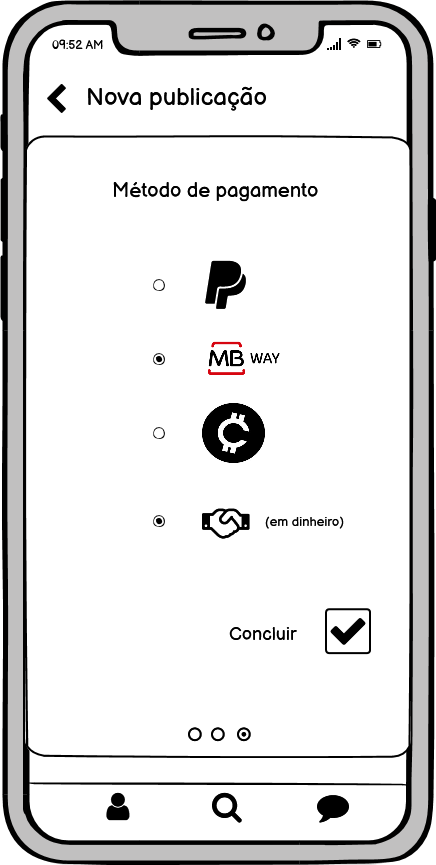 09:52 AM
Nova publicação
Método de pagamento
MB WAY
(em dinheiro)
Concluir